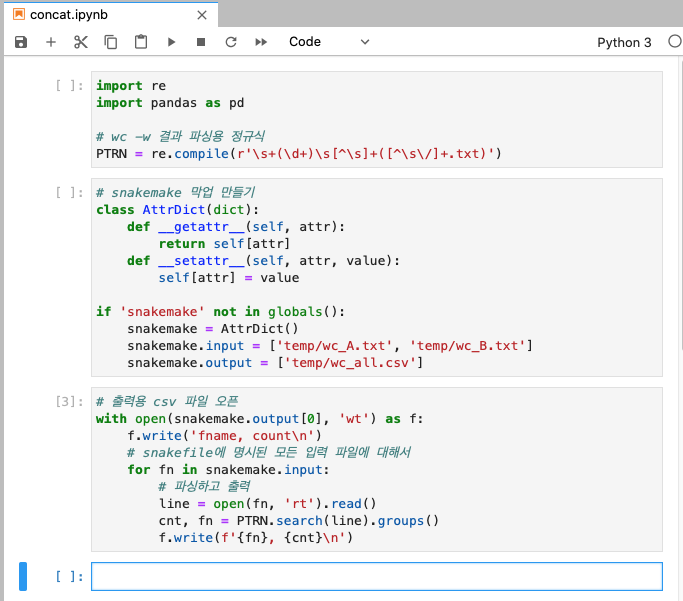 concat.ipynb
Code
Python 3
[ ]:
import re
import pandas as pd
# wc –w 결과 파싱용 정규식
PTRN = re.compile(r'\s+(\d+)\s[^\s]+([^\s\/]+.txt)')
[ ]:
# snakemake 막업 만들기
class AttrDict(dict):
    def __getattr__(self, attr):
        return self[attr]
    def __setattr__(self, attr, value):
        self[attr] = value
if 'snakemake' not in globals():
    snakemake = AttrDict()
    snakemake.input = ['temp/wc_A.txt', 'temp/wc_B.txt']
    snakemake.output = ['temp/wc_all.csv']
[3]:
# 출력용 csv 파일 오픈
with open(snakemake.output[0], 'wt') as f:
    f.write('fname, count\n')
    # snakefile에 명시된 모든 입력 파일에 대해서
    for fn in snakemake.input:
        # 파싱하고 출력
        line = open(fn, 'rt').read()
        cnt, fn = PTRN.search(line).groups()
        f.write(f'{fn}, {cnt}\n')
[ ]: